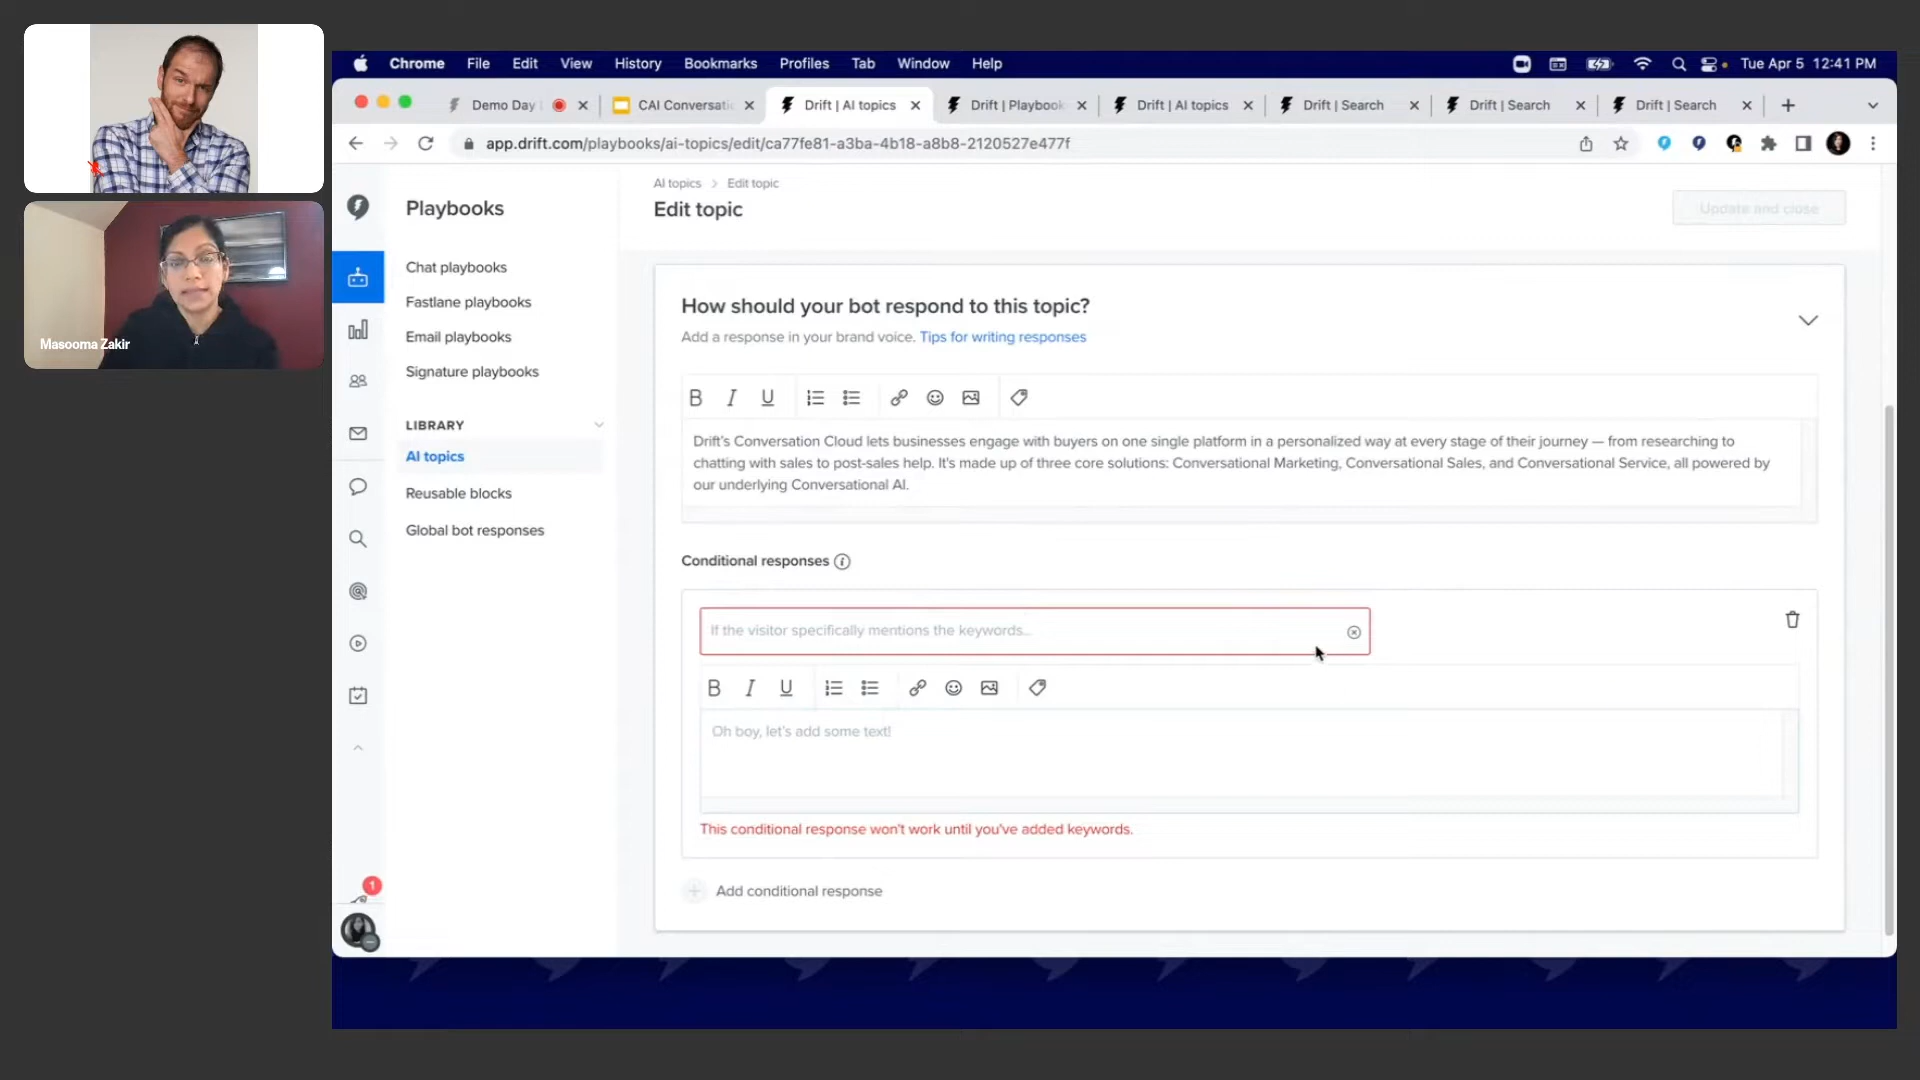 Masooma Zakir
Chrome File Edit View History Bookmarks Profiles Tab Window Help
Tue Apr 5 12:41 PM
Demo Day
CAI Conversati
Drift | AI topics
Drift | Playbook
Drift | AI topics
Drift | Search
Drift | Search
Drift | Search
app.drift.com/playbooks/ai-topics/edit/ca77fe81-a3ba-4b18-a8b8-2120527e477f
Playbooks
Chat playbooks
Fastlane playbooks
Email playbooks
Signature playbooks
LIBRARY
AI topics
Reusable blocks
Global bot responses
1
AI topics > Edit topic
Edit topic
Update and close
How should your bot respond to this topic?
Add a response in your brand voice. Tips for writing responses
B I U
Drift's Conversation Cloud lets businesses engage with buyers on one single platform in a personalized way at every stage of their journey — from researching to
chatting with sales to post-sales help. It's made up of three core solutions: Conversational Marketing, Conversational Sales, and Conversational Service, all powered by
our underlying Conversational AI.
Conditional responses
If the visitor specifically mentions the keywords...
B I U
Oh boy, let's add some text!
This conditional response won't work until you've added keywords.
Add conditional response